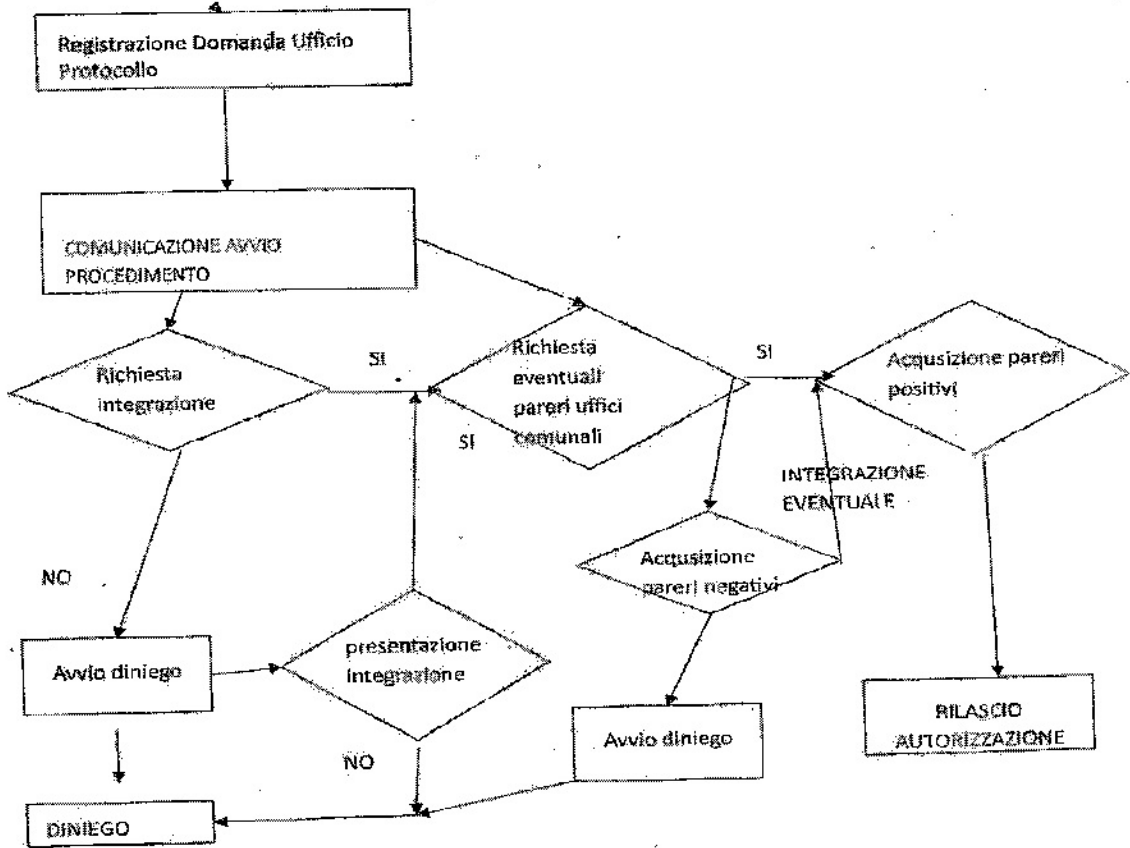 Registrazione Domanda Ufficio
Protocollo
COMUNICAZIONE AVVIO
PROCEDIMENTO
Richiesta
integrazione
SI
Richiesta
eventuali
pareri uffici
comunali
SI
SI
Acqusizione pareri
positivi
INTEGRAZIONE
EVENTUALE
Acqusizione
pareri negativi
NO
Avvio diniego
presentazione
integrazione
NO
Avvio diniego
RILASCIO
AUTORIZZAZIONE
DINIEGO